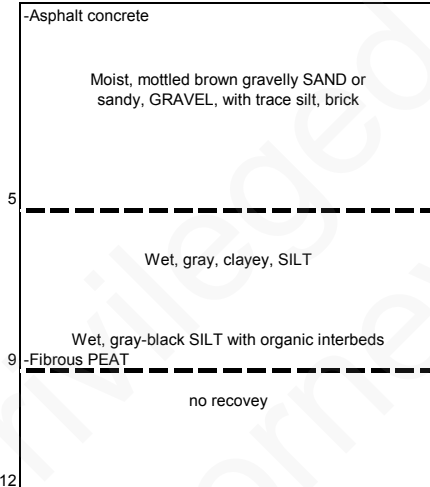 -Asphalt concrete
Moist, mottled brown gravelly SAND or
sandy, GRAVEL, with trace silt, brick
5
Wet, gray, clayey, SILT
Wet, gray-black SILT with organic interbeds
9 -Fibrous PEAT
no recovey
12